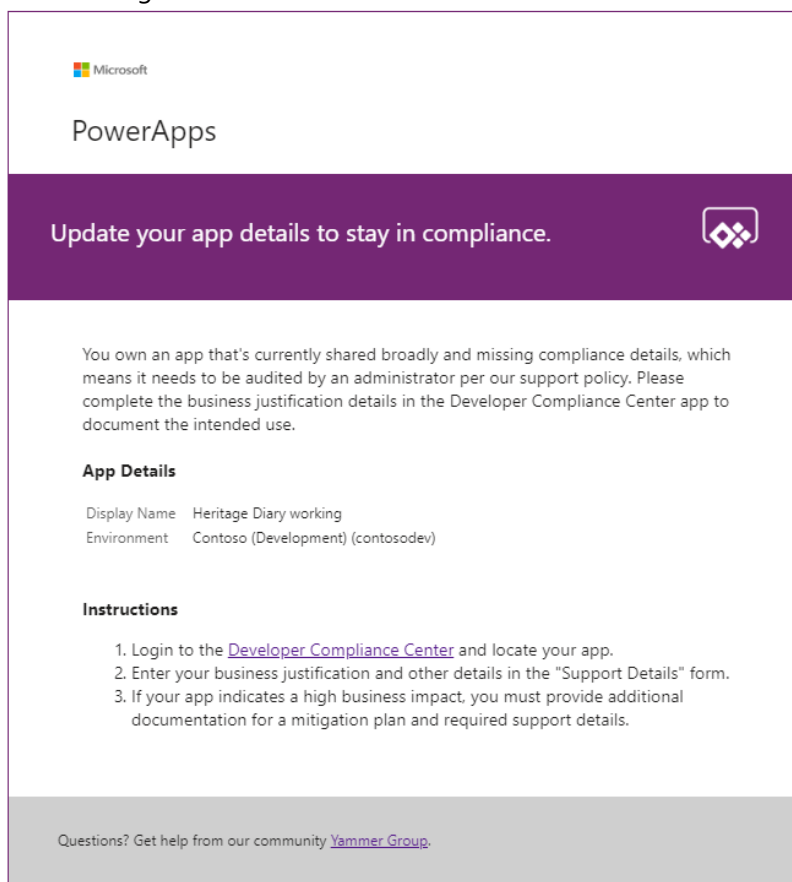 Microsoft
PowerApps
Update your app details to stay in compliance.
You own an app that's currently shared broadly and missing compliance details, which
means it needs to be audited by an administrator per our support policy. Please
complete the business justification details in the Developer Compliance Center app to
document the intended use.
App Details
Display Name Heritage Diary working
Environment Contoso (Development) (contosodev)
Instructions
1. Login to the Developer Compliance Center and locate your app.
2. Enter your business justification and other details in the "Support Details" form.
3. If your app indicates a high business impact, you must provide additional
documentation for a mitigation plan and required support details.
Questions? Get help from our community Yammer Group.